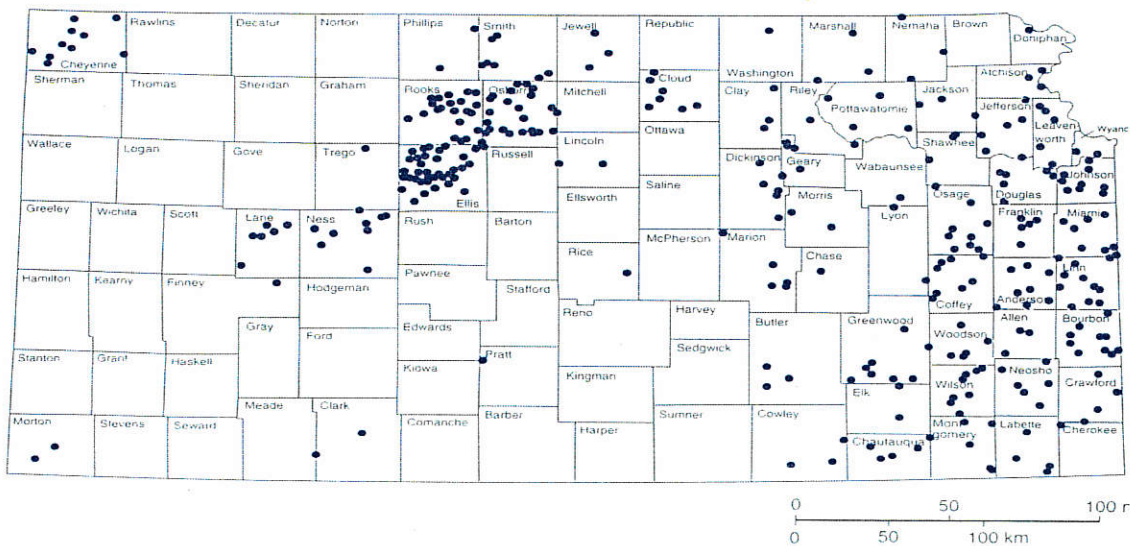 Rawlins Decatur Norton Phillips Smith Jewell Republic Marshall Nemaha Brown
Doniphan
Cheyenne Washington
Atchison
Sherman Thomas Sheridan Graham Rooks Mitchell Cloud Clay Riley
Pottawatomie Jackson Jefferson
Ottawa Leaven
worth
Wyanc
Shawnee
Wallace Logan Gove Trego Russell Lincoln Dickinson Geary Wabaunsee
Saline Ellsworth Morris Osage Douglas Johnson
Greeley Wichita Scott Lane Ness Ellis
Rush Barton Lyon Franklin Miami
Rice McPherson Marion Chase
Hamilton Kearny Finney Hodgeman Pawnee Stafford Linn
Coffey Anderson
Gray Ford Edwards Reno Harvey Butler Greenwood Woodson Allen Bourbon
Stanton Grant Haskell Kiowa Pratt Kingman Sedgwick
Wilson Neosho Crawford
Elk
Meade Clark Comanche Barber Harper Sumner Cowley
Morton Stevens Seward Chautauqua Mont
gomery Labette Cherokee
0 50 100 r
0 50 100 km